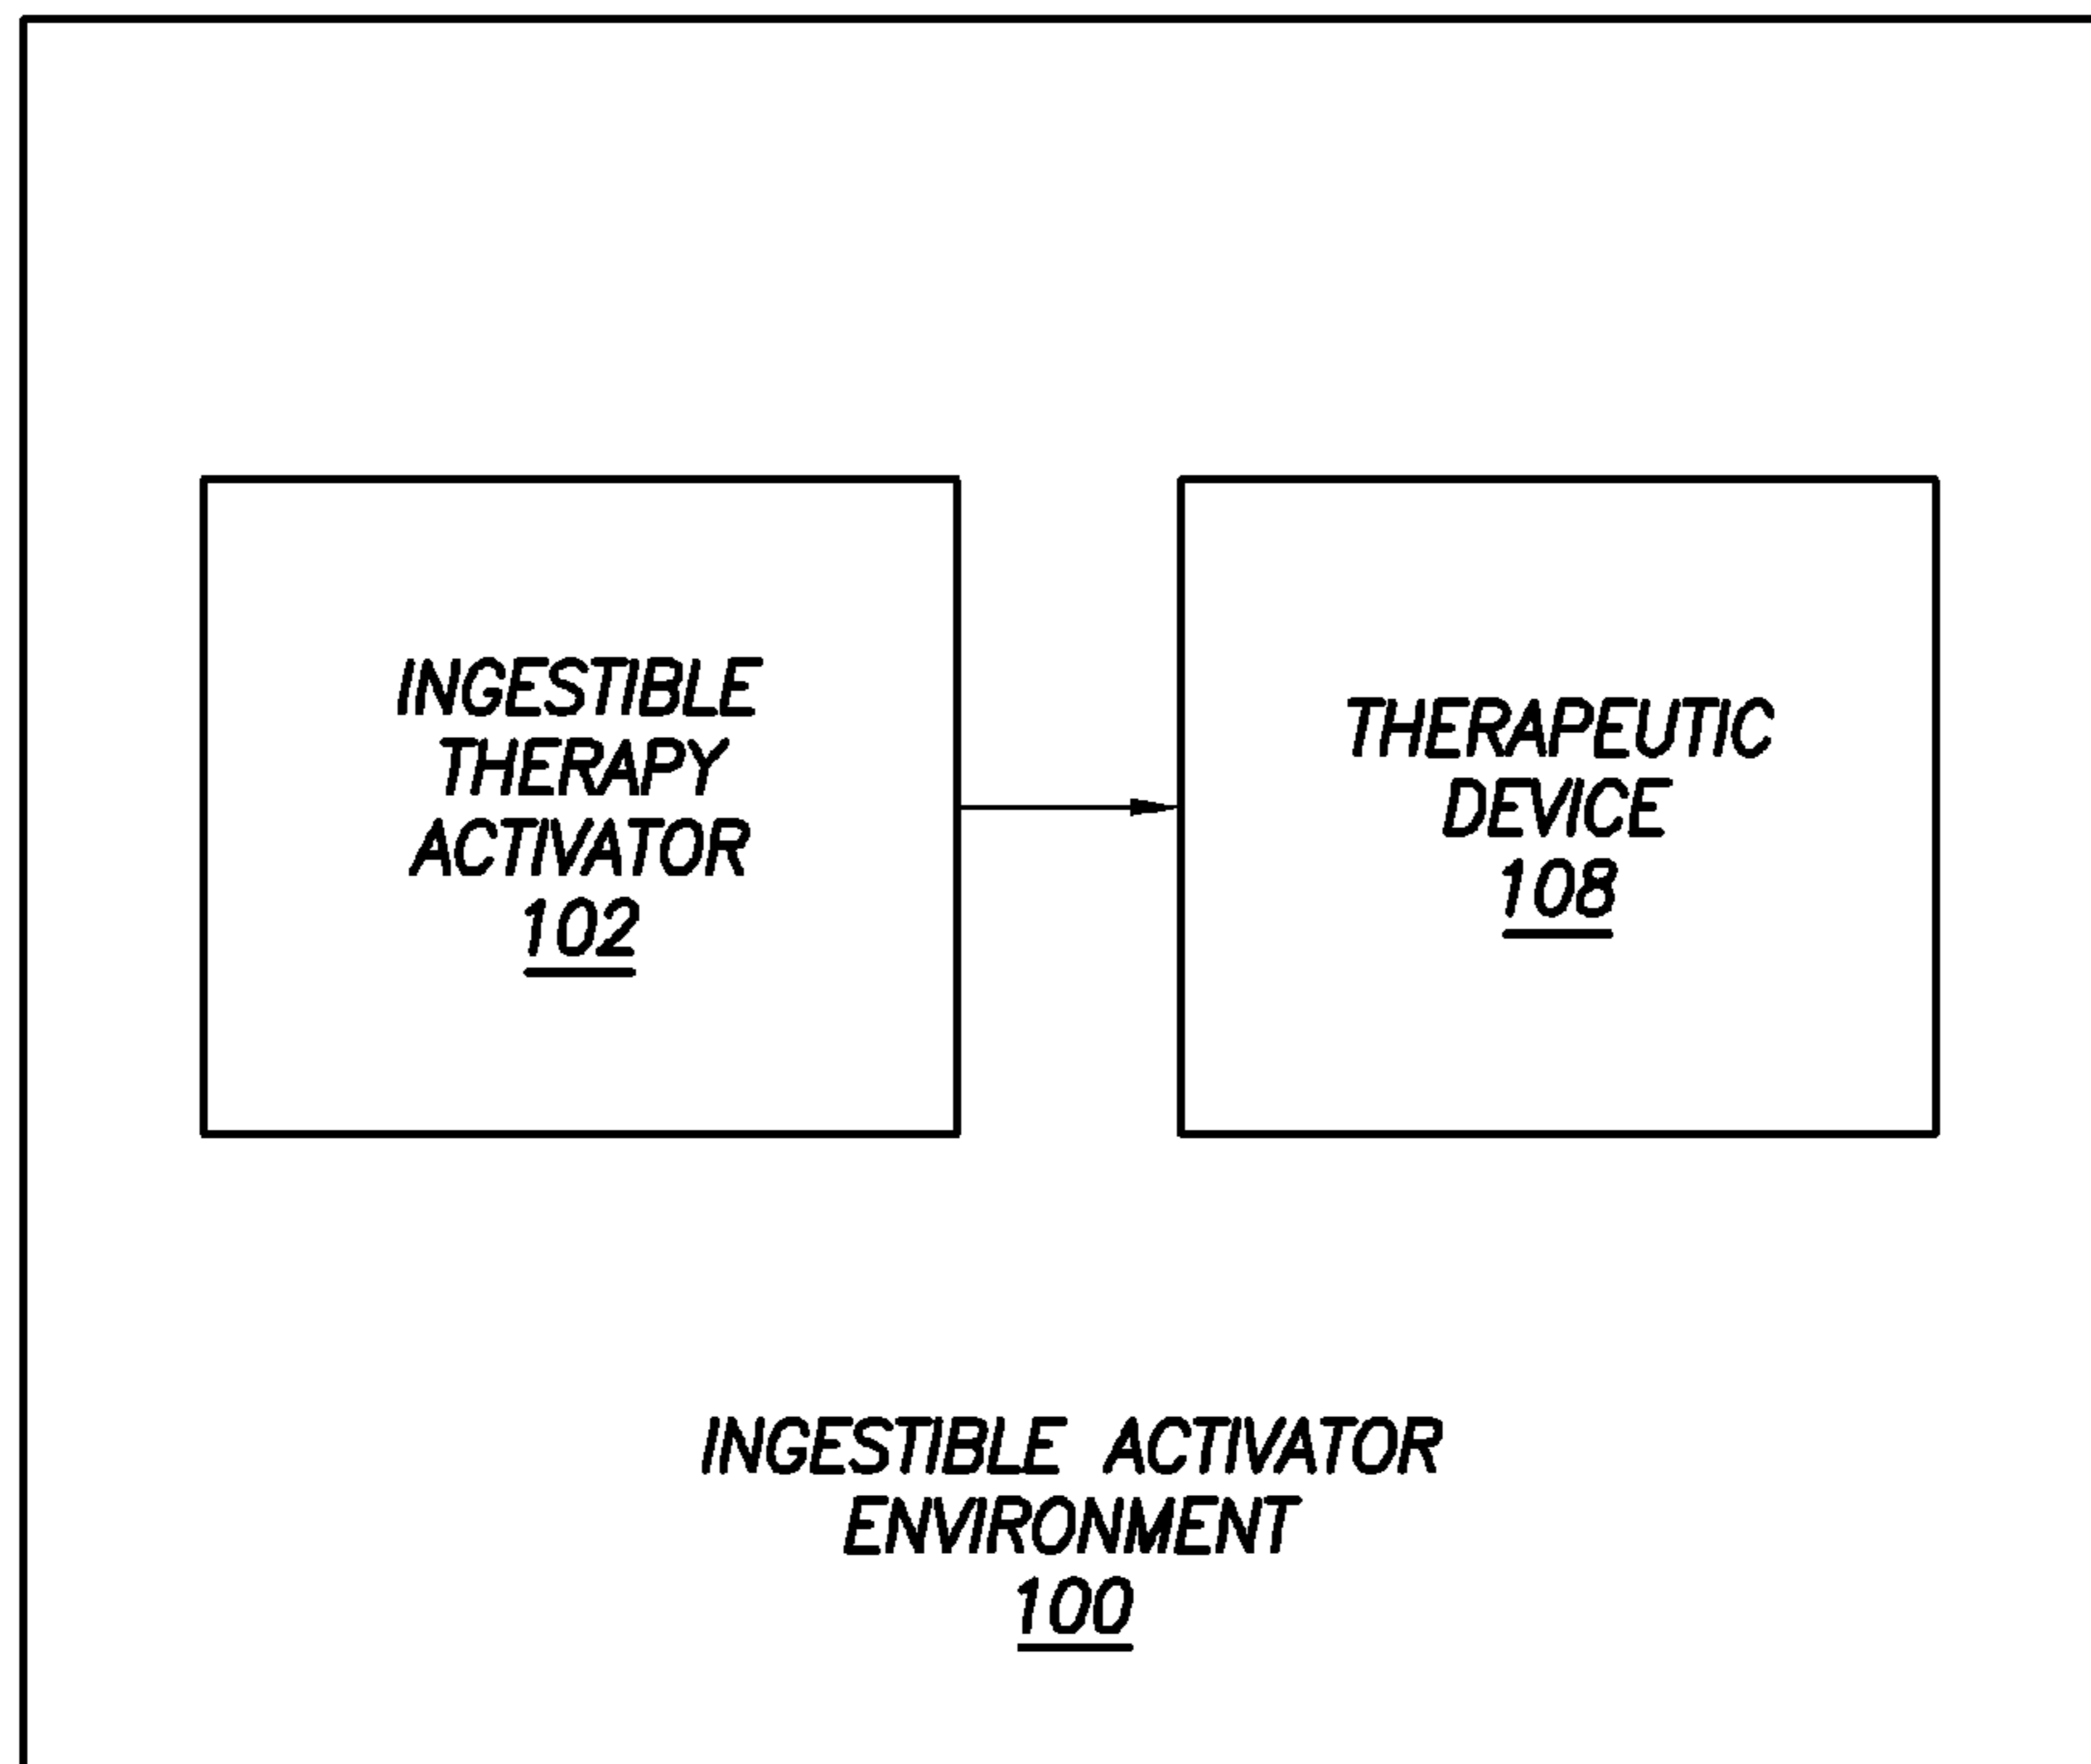 INGESTIBLE
THERAPY
ACTIVATOR
102
THERAPEUTIC
DEVICE
108
INGESTIBLE ACTIVATOR
ENVIRONMENT
100